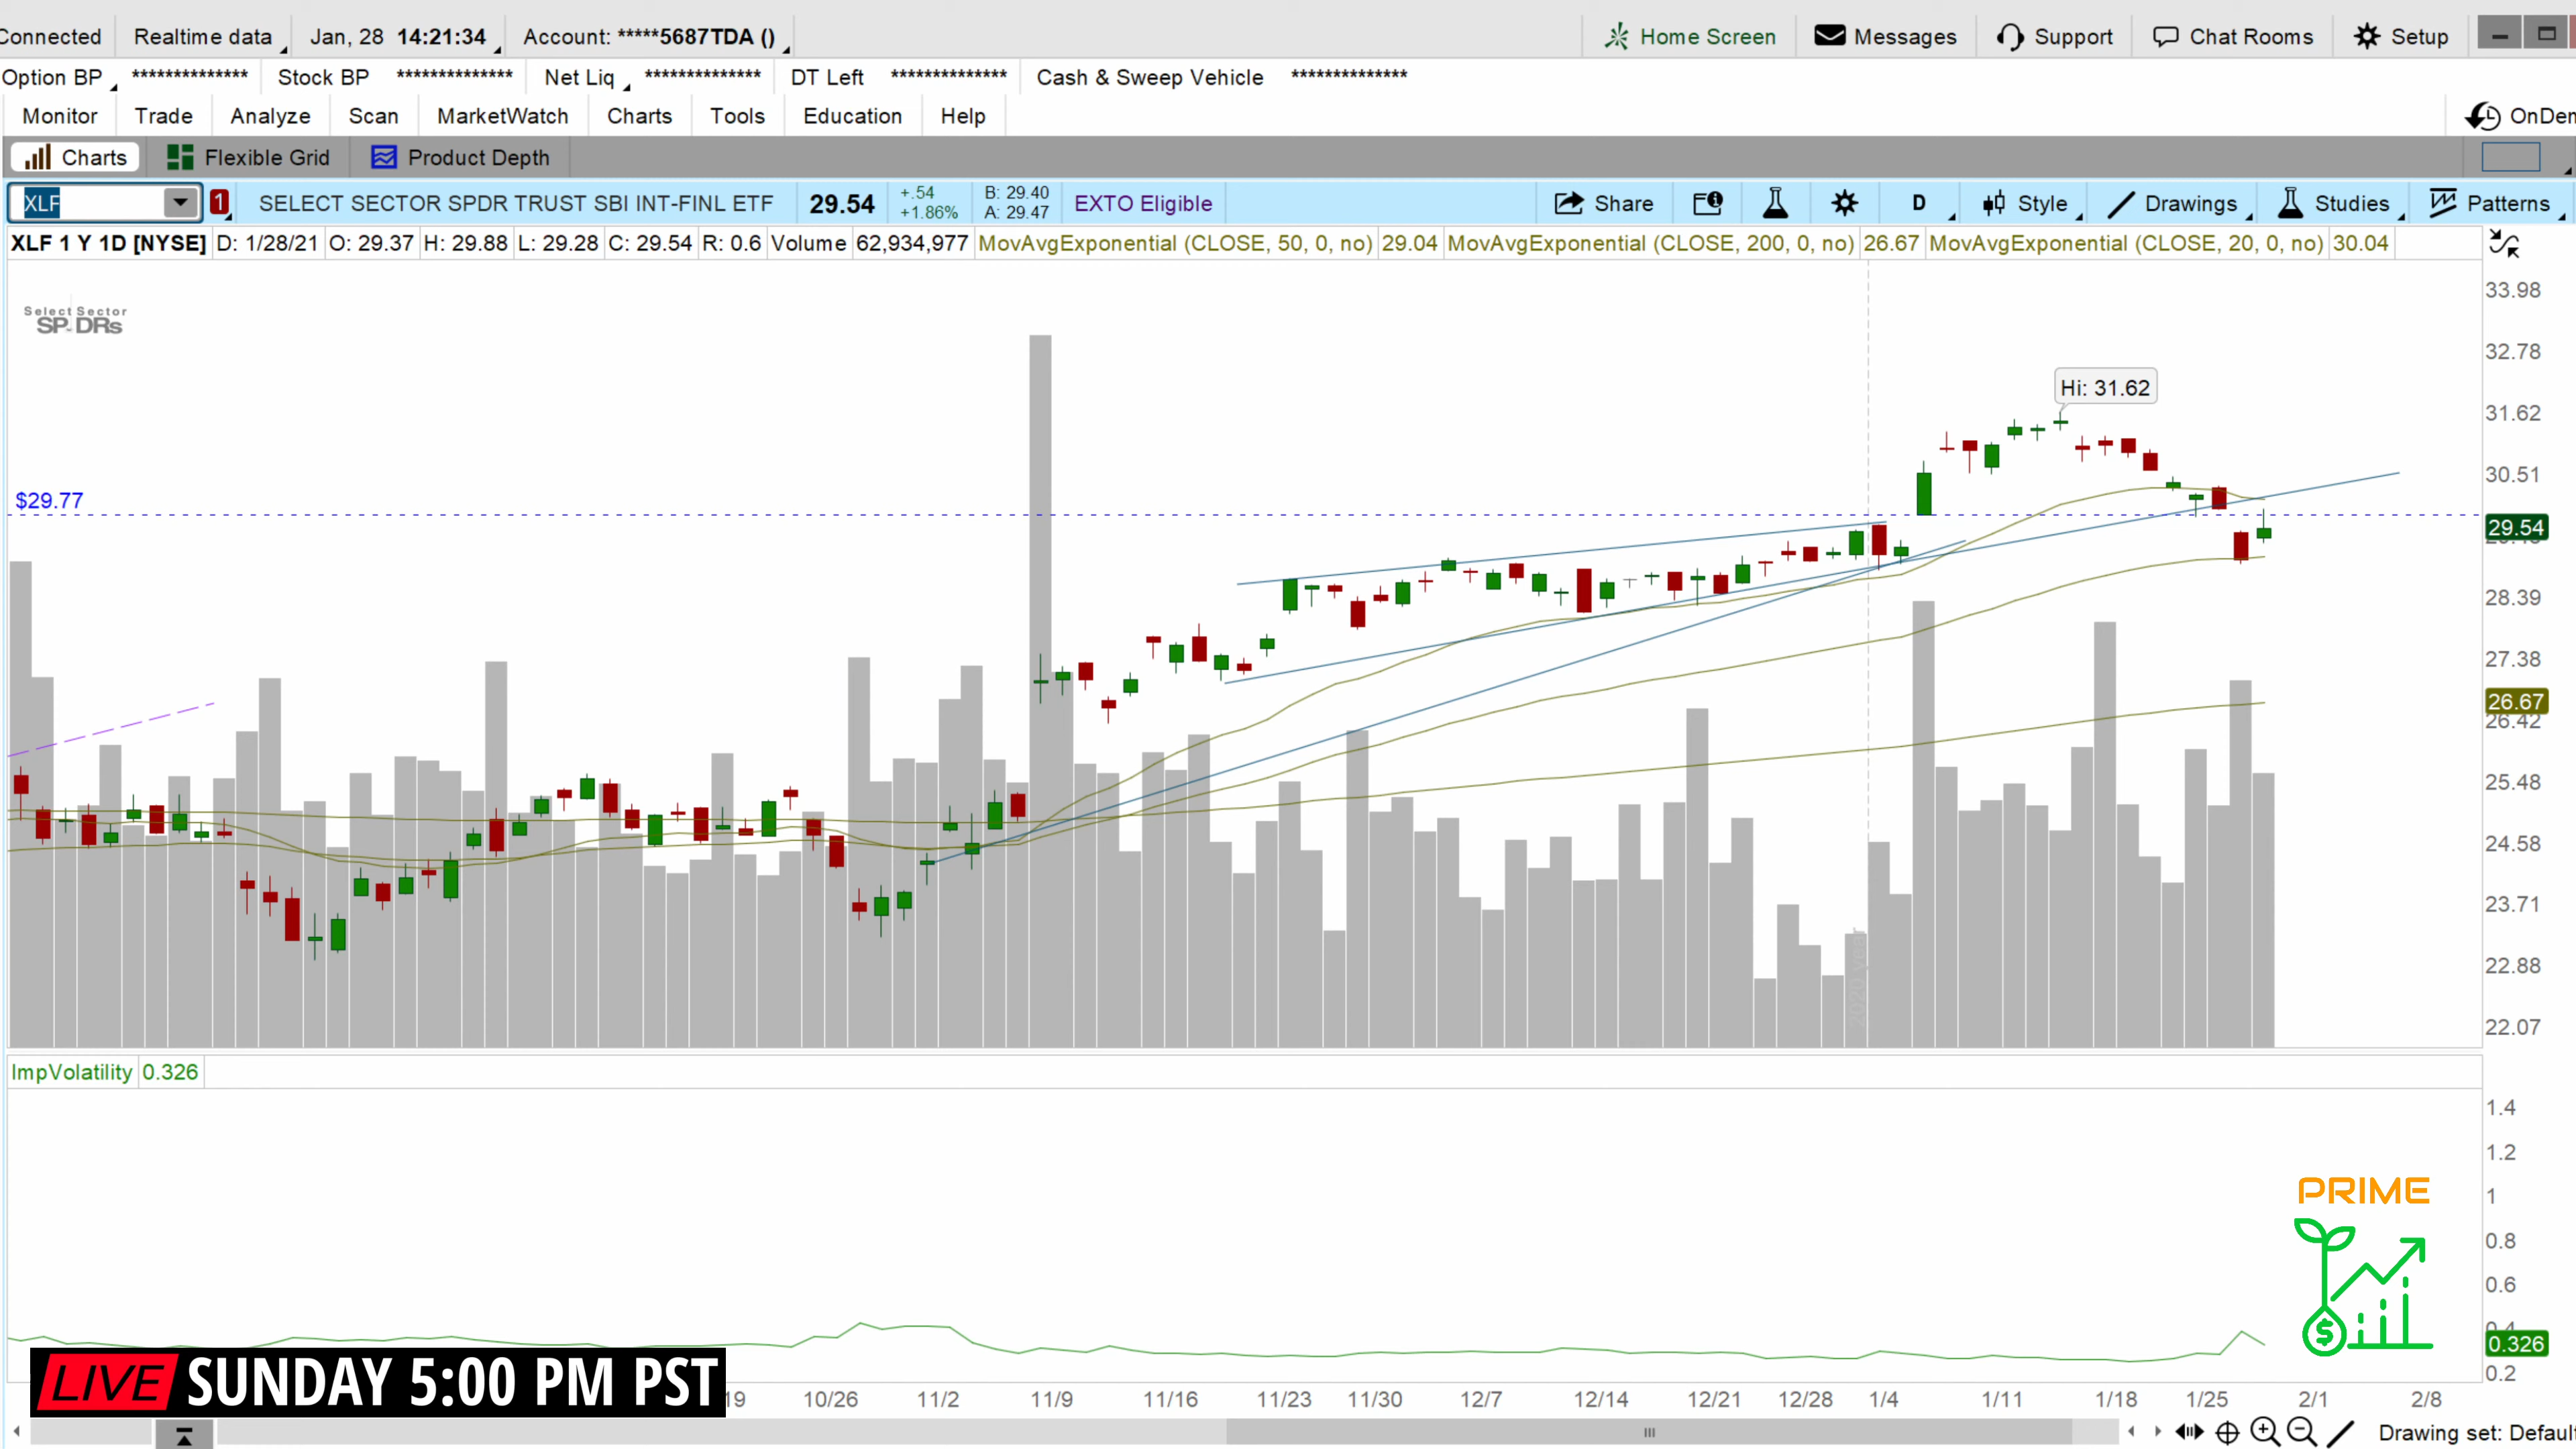 Connected Realtime data Jan, 28 14:21:34 Account: *****5687TDA () Home Screen Messages Support Chat Rooms Setup
Option BP ************** Stock BP ************** Net Liq ************** DT Left ************** Cash & Sweep Vehicle **************
Monitor Trade Analyze Scan MarketWatch Charts Tools Education Help OnDem
Charts Flexible Grid Product Depth
XLF 1 SELECT SECTOR SPDR TRUST SBI INT-FINL ETF 29.54 +.54 B: 29.40 EXTO Eligible Share D Style Drawings Studies Patterns
+1.86% A: 29.47
XLF 1 Y 1D [NYSE] D: 1/28/21 O: 29.37 H: 29.88 L: 29.28 C: 29.54 R: 0.6 Volume 62,934,977 MovAvgExponential (CLOSE, 50, 0, no) 29.04 MovAvgExponential (CLOSE, 200, 0, no) 26.67 MovAvgExponential (CLOSE, 20, 0, no) 30.04
33.98
Select Sector
SPDRs
32.78
Hi: 31.62
31.62
30.51
$29.77
29.54
28.39
27.38
26.67
26.42
25.48
24.58
23.71
2020 year
22.88
22.07
ImpVolatility 0.326
1.4
1.2
PRIME
1
0.8
0.6
$
0.4
0.326
0.2
LIVE SUNDAY 5:00 PM PST
19 10/26 11/2 11/9 11/16 11/23 11/30 12/7 12/14 12/21 12/28 1/4 1/11 1/18 1/25 2/1 2/8
Drawing set: Defaul